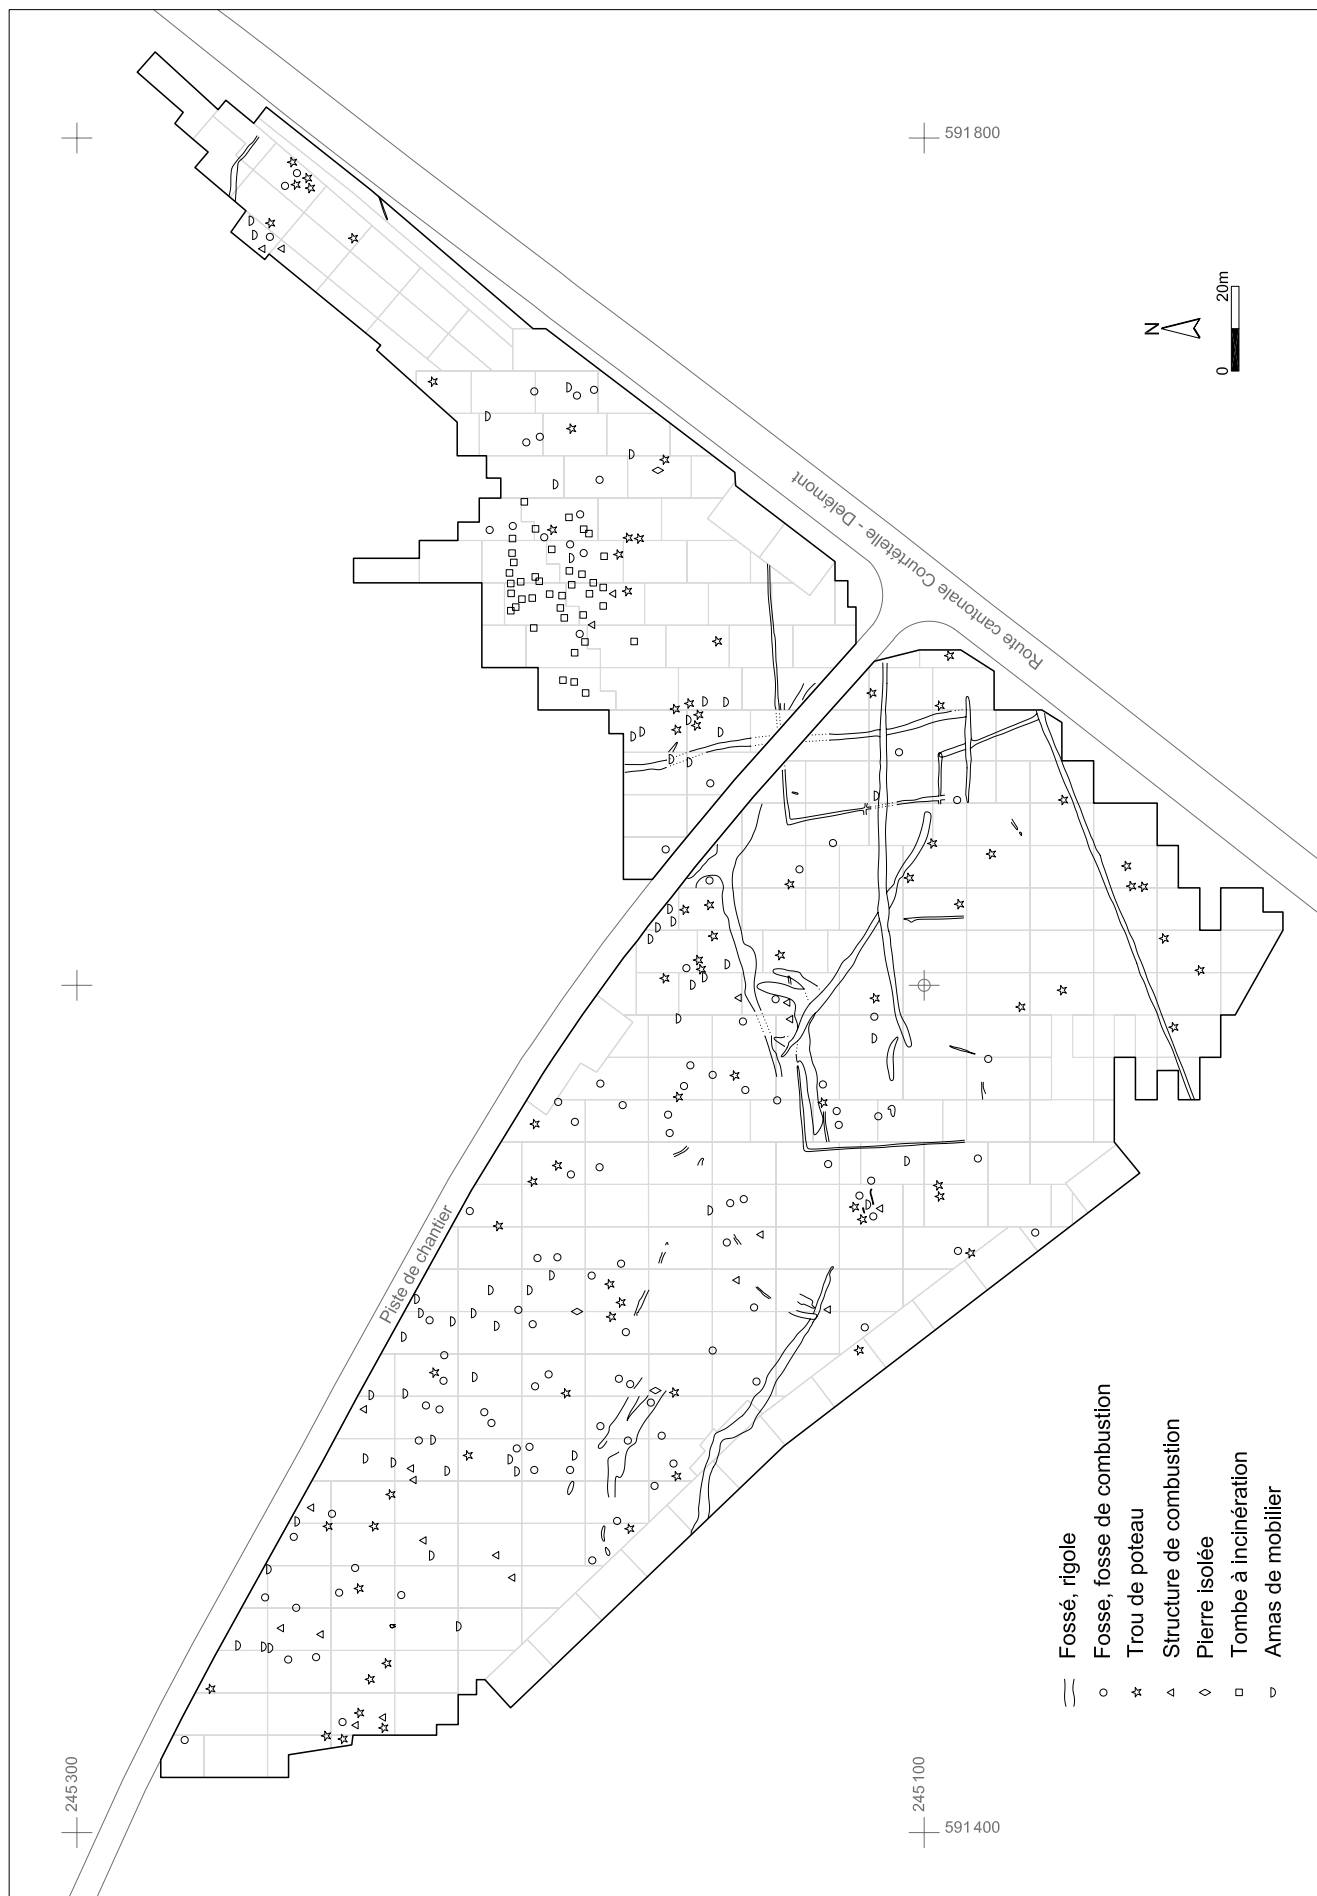 591 800
Route cantonale Courtételle - Delémont
N
0 20m
Piste de chantier
245 300
245 100
591 400
Fossé, rigole
Fosse, fosse de combustion
Trou de poteau
Structure de combustion
Pierre isolée
Tombe à incinération
Amas de mobilier